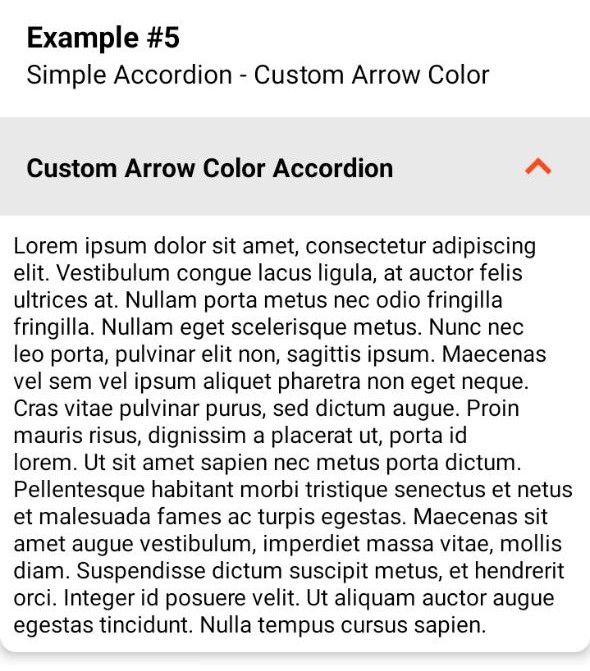 Example #5
Simple Accordion - Custom Arrow Color
Custom Arrow Color Accordion
Lorem ipsum dolor sit amet, consectetur adipiscing
elit. Vestibulum congue lacus ligula, at auctor felis
ultrices at. Nullam porta metus nec odio fringilla
fringilla. Nullam eget scelerisque metus. Nunc nec
leo porta, pulvinar elit non, sagittis ipsum. Maecenas
vel sem vel ipsum aliquet pharetra non eget neque.
Cras vitae pulvinar purus, sed dictum augue. Proin
mauris risus, dignissim a placerat ut, porta id
lorem. Ut sit amet sapien nec metus porta dictum.
Pellentesque habitant morbi tristique senectus et netus
et malesuada fames ac turpis egestas. Maecenas sit
amet augue vestibulum, imperdiet massa vitae, mollis
diam. Suspendisse dictum suscipit metus, et hendrerit
orci. Integer id posuere velit. Ut aliquam auctor augue
egestas tincidunt. Nulla tempus cursus sapien.